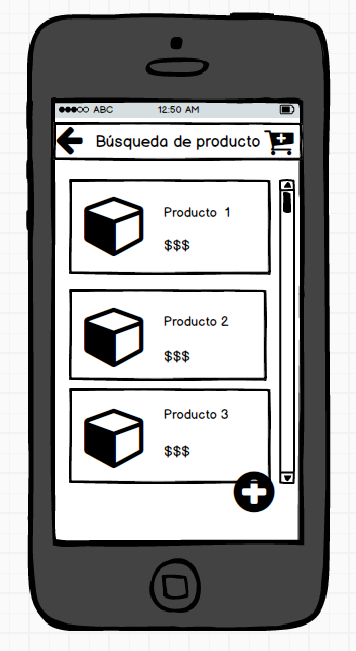 ABC 12:50 AM
Búsqueda de producto
Producto 1
$$$
Producto 2
$$$
Producto 3
$$$